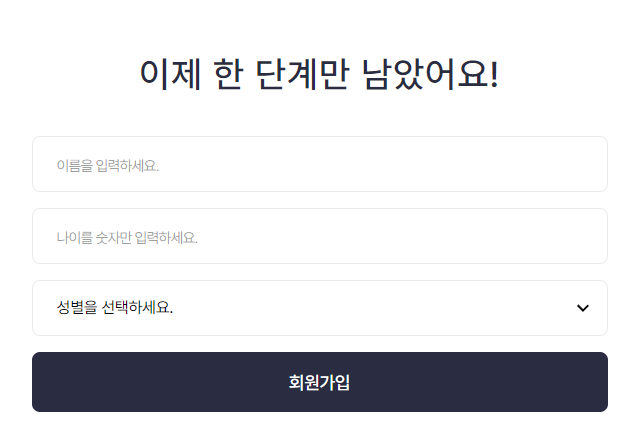 이제 한 단계만 남았어요!
이름을 입력하세요.
나이를 숫자만 입력하세요.
성별을 선택하세요.
회원가입